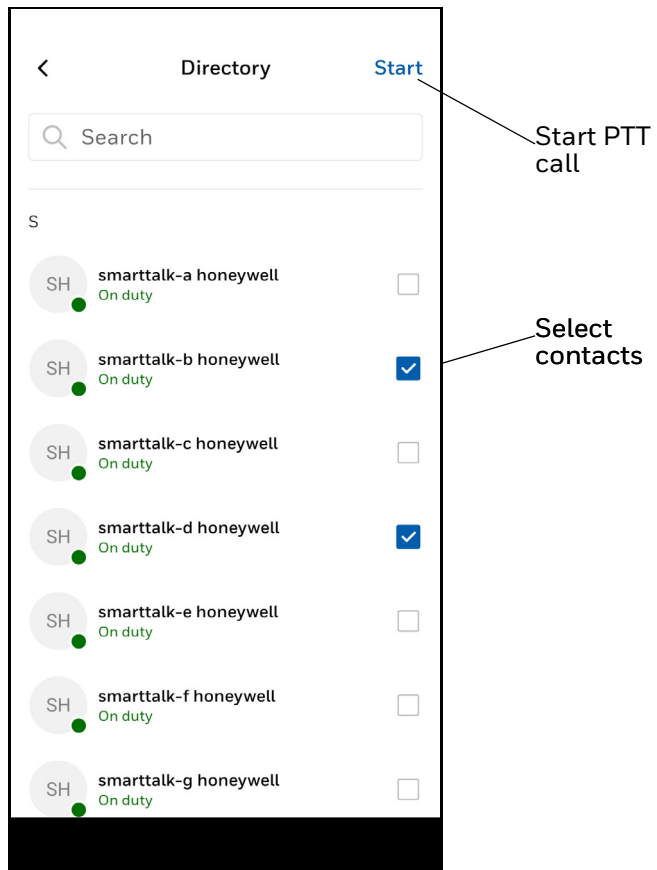 Directory
Start
Search
Start PTT
call
S
SH
smarttalk-a honeywell
On duty
Select
contacts
SH
smarttalk-b honeywell
On duty
SH
smarttalk-c honeywell
On duty
SH
smarttalk-d honeywell
On duty
SH
smarttalk-e honeywell
On duty
SH
smarttalk-f honeywell
On duty
SH
smarttalk-g honeywell
On duty